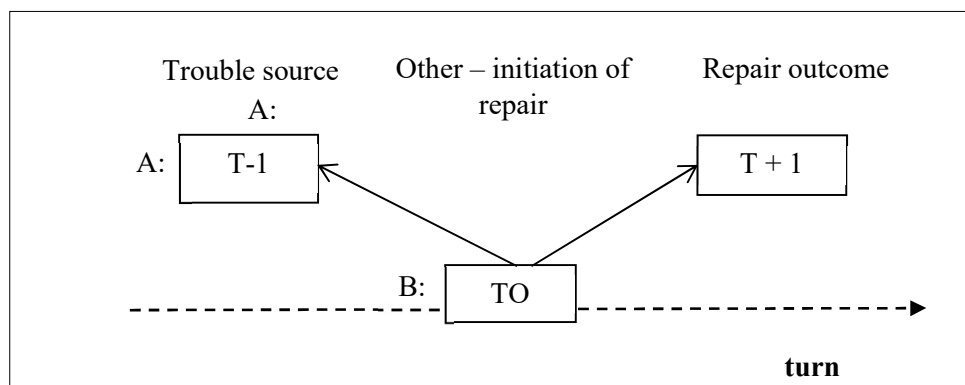 Trouble source
Other – initiation of
repair
Repair outcome
A:
A:
T-1
T + 1
B:
TO
turn